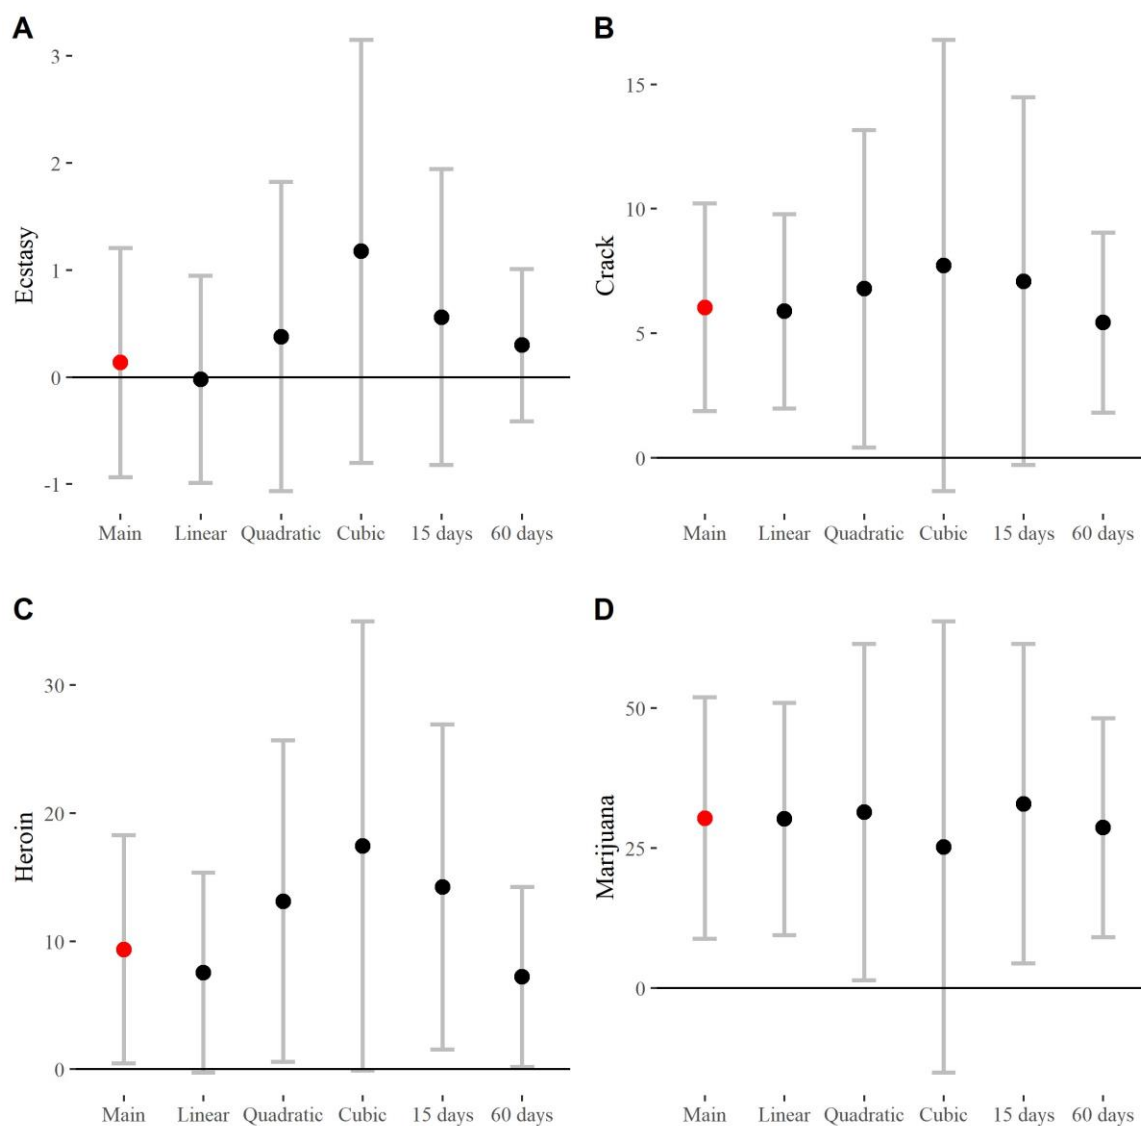 A
3
2
1
0
-1
Ecstasy
Main Linear Quadratic Cubic 15 days 60 days
B
15
10
5
0
Crack
Main Linear Quadratic Cubic 15 days 60 days
C
30
20
10
0
Heroin
Main Linear Quadratic Cubic 15 days 60 days
D
50
25
0
Marijuana
Main Linear Quadratic Cubic 15 days 60 days